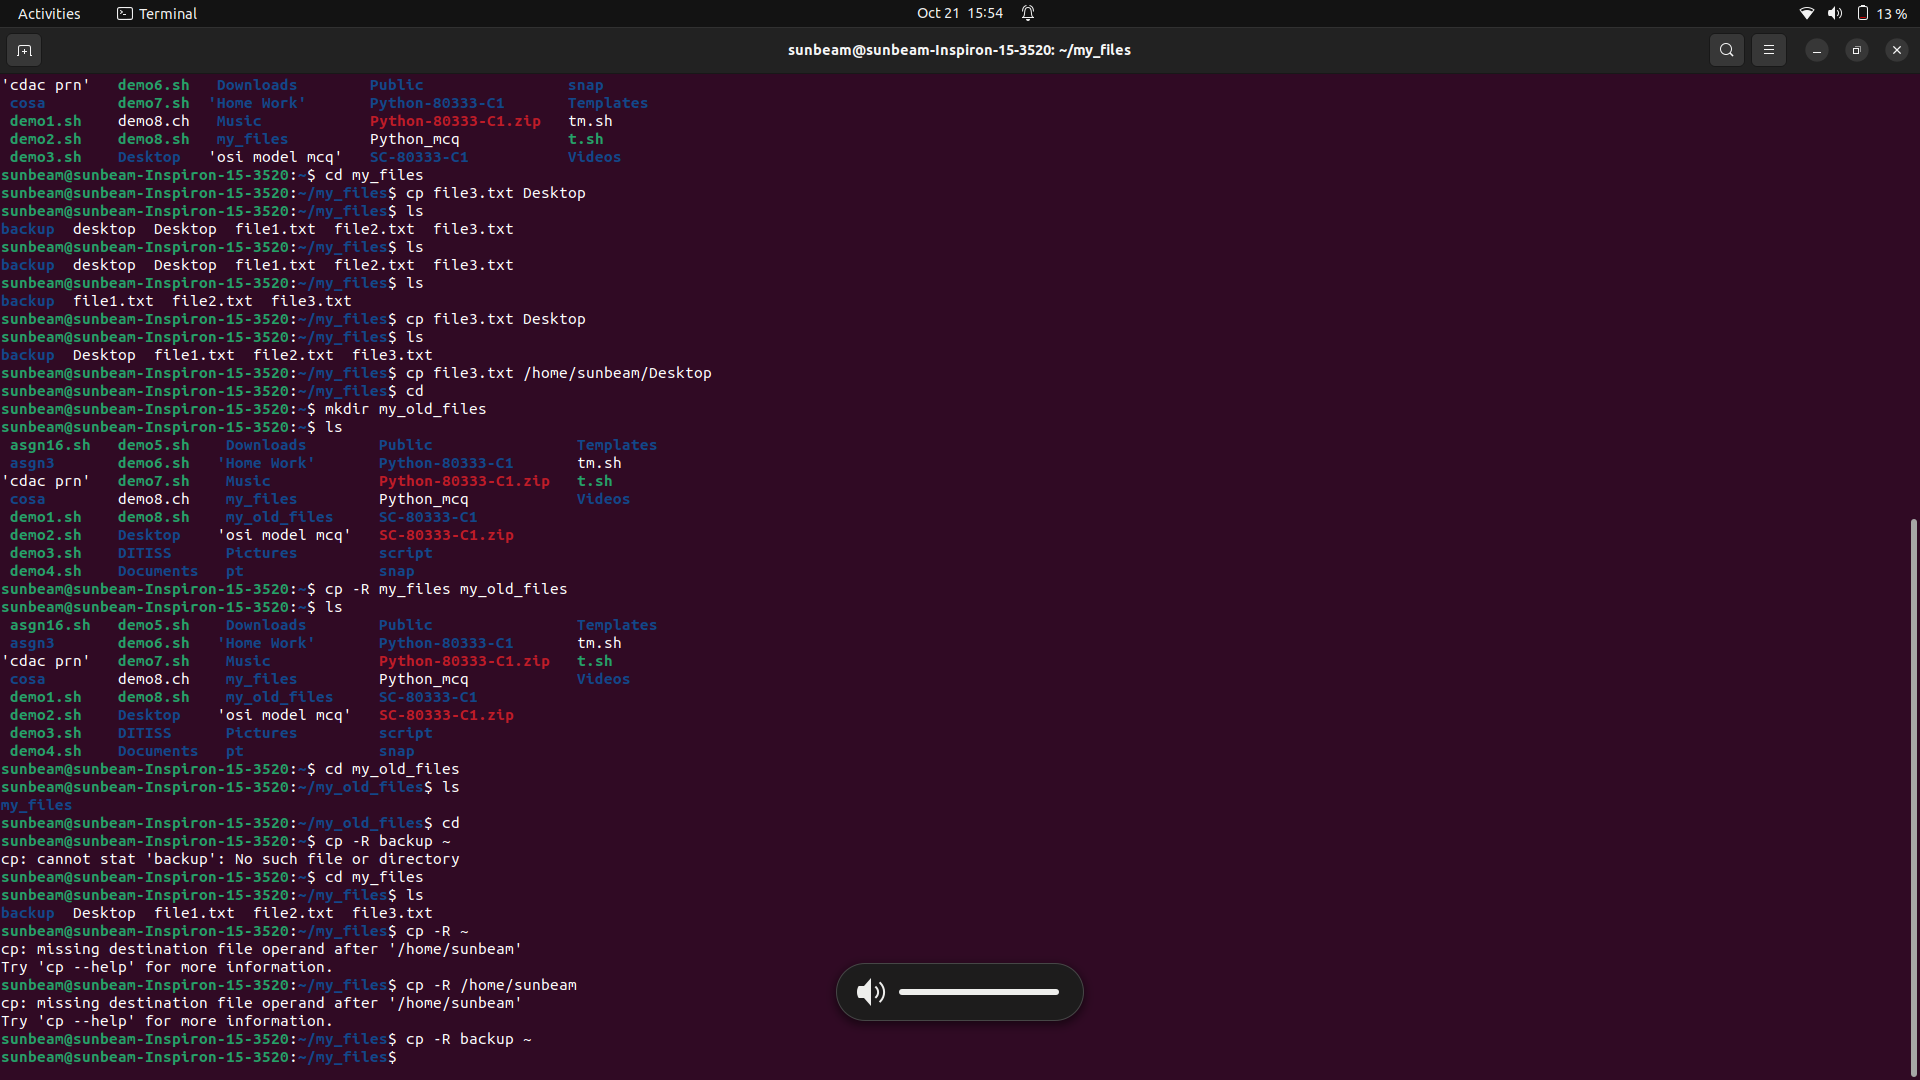 Activities Terminal Oct 21 15:54 13 %
sunbeam@sunbeam-Inspiron-15-3520: ~/my_files
'cdac prn' demo6.sh Downloads Public snap
cosa demo7.sh 'Home Work' Python-80333-C1 Templates
demo1.sh demo8.ch Music Python-80333-C1.zip tm.sh
demo2.sh demo8.sh my_files Python_mcq t.sh
demo3.sh Desktop 'osi model mcq' SC-80333-C1 Videos
sunbeam@sunbeam-Inspiron-15-3520:~$ cd my_files
sunbeam@sunbeam-Inspiron-15-3520:~/my_files$ cp file3.txt Desktop
sunbeam@sunbeam-Inspiron-15-3520:~/my_files$ ls
backup desktop Desktop file1.txt file2.txt file3.txt
sunbeam@sunbeam-Inspiron-15-3520:~/my_files$ ls
backup desktop Desktop file1.txt file2.txt file3.txt
sunbeam@sunbeam-Inspiron-15-3520:~/my_files$ ls
backup file1.txt file2.txt file3.txt
sunbeam@sunbeam-Inspiron-15-3520:~/my_files$ cp file3.txt Desktop
sunbeam@sunbeam-Inspiron-15-3520:~/my_files$ ls
backup Desktop file1.txt file2.txt file3.txt
sunbeam@sunbeam-Inspiron-15-3520:~/my_files$ cp file3.txt /home/sunbeam/Desktop
sunbeam@sunbeam-Inspiron-15-3520:~/my_files$ cd
sunbeam@sunbeam-Inspiron-15-3520:~$ mkdir my_old_files
sunbeam@sunbeam-Inspiron-15-3520:~$ ls
asgn16.sh demo5.sh Downloads Public Templates
asgn3 demo6.sh 'Home Work' Python-80333-C1 tm.sh
'cdac prn' demo7.sh Music Python-80333-C1.zip t.sh
cosa demo8.ch my_files Python_mcq Videos
demo1.sh demo8.sh my_old_files SC-80333-C1
demo2.sh Desktop 'osi model mcq' SC-80333-C1.zip
demo3.sh DITISS Pictures script
demo4.sh Documents pt snap
sunbeam@sunbeam-Inspiron-15-3520:~$ cp -R my_files my_old_files
sunbeam@sunbeam-Inspiron-15-3520:~$ ls
asgn16.sh demo5.sh Downloads Public Templates
asgn3 demo6.sh 'Home Work' Python-80333-C1 tm.sh
'cdac prn' demo7.sh Music Python-80333-C1.zip t.sh
cosa demo8.ch my_files Python_mcq Videos
demo1.sh demo8.sh my_old_files SC-80333-C1
demo2.sh Desktop 'osi model mcq' SC-80333-C1.zip
demo3.sh DITISS Pictures script
demo4.sh Documents pt snap
sunbeam@sunbeam-Inspiron-15-3520:~$ cd my_old_files
sunbeam@sunbeam-Inspiron-15-3520:~/my_old_files$ ls
my_files
sunbeam@sunbeam-Inspiron-15-3520:~/my_old_files$ cd
sunbeam@sunbeam-Inspiron-15-3520:~$ cp -R backup ~
cp: cannot stat 'backup': No such file or directory
sunbeam@sunbeam-Inspiron-15-3520:~$ cd my_files
sunbeam@sunbeam-Inspiron-15-3520:~/my_files$ ls
backup Desktop file1.txt file2.txt file3.txt
sunbeam@sunbeam-Inspiron-15-3520:~/my_files$ cp -R ~
cp: missing destination file operand after '/home/sunbeam'
Try 'cp --help' for more information.
sunbeam@sunbeam-Inspiron-15-3520:~/my_files$ cp -R /home/sunbeam
cp: missing destination file operand after '/home/sunbeam'
Try 'cp --help' for more information.
sunbeam@sunbeam-Inspiron-15-3520:~/my_files$ cp -R backup ~
sunbeam@sunbeam-Inspiron-15-3520:~/my_files$